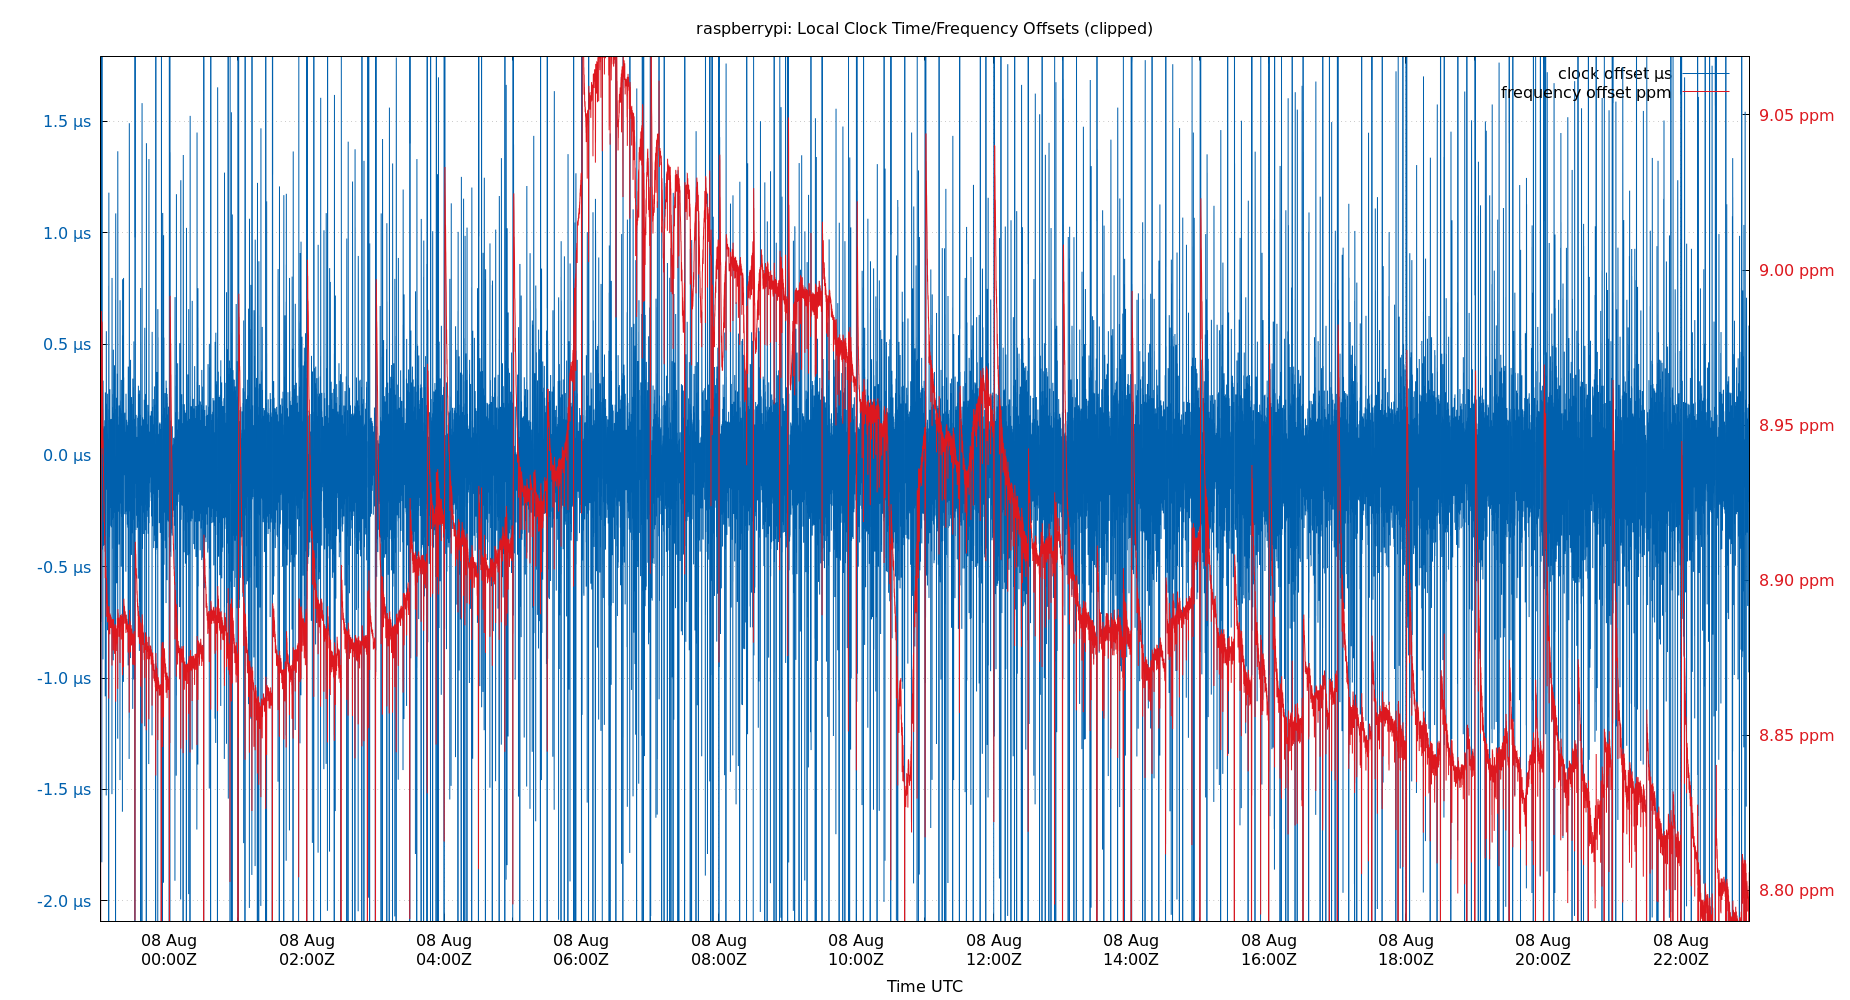 raspberrypi: Local Clock Time/Frequency Offsets (clipped)
clock offset µs
frequency offset ppm
1.5 µs
1.0 µs
0.5 µs
0.0 µs
-0.5 µs
-1.0 µs
-1.5 µs
-2.0 µs
9.05 ppm
9.00 ppm
8.95 ppm
8.90 ppm
8.85 ppm
8.80 ppm
08 Aug 08 Aug 08 Aug 08 Aug 08 Aug 08 Aug 08 Aug 08 Aug 08 Aug 08 Aug 08 Aug 08 Aug
00:00Z 02:00Z 04:00Z 06:00Z 08:00Z 10:00Z 12:00Z 14:00Z 16:00Z 18:00Z 20:00Z 22:00Z
Time UTC